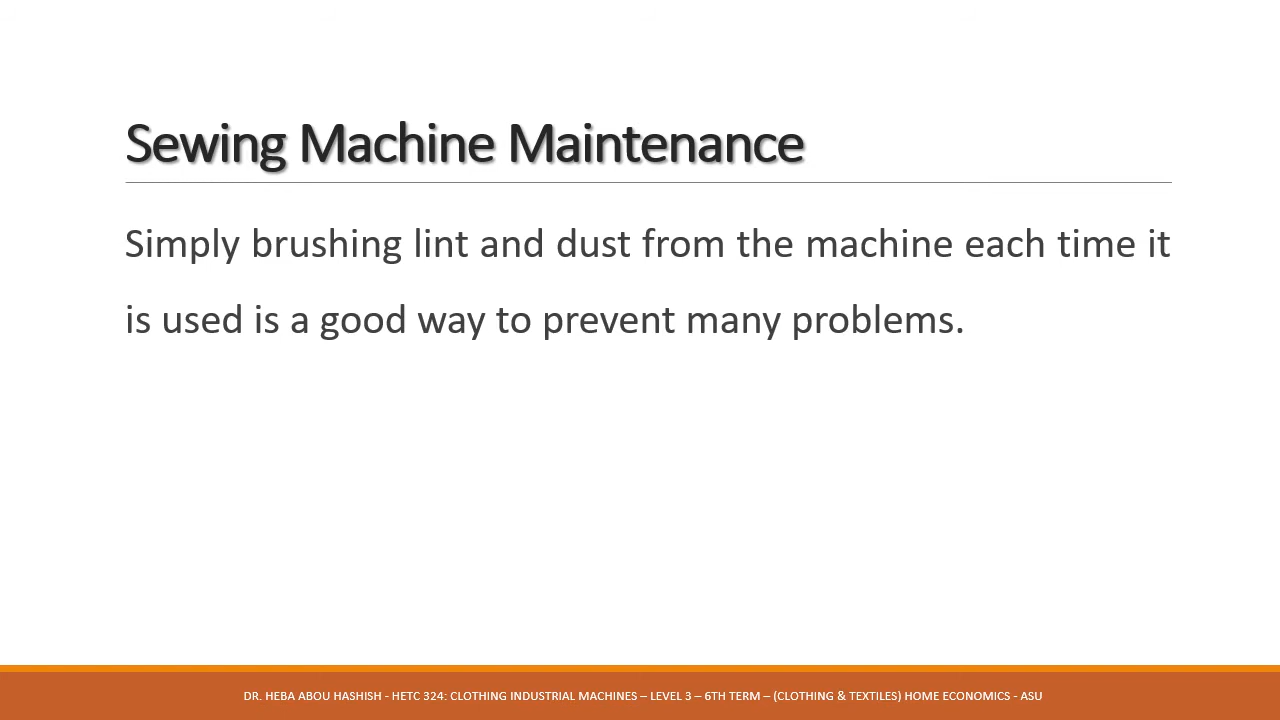 Sewing Machine Maintenance
Simply brushing lint and dust from the machine each time it
is used is a good way to prevent many problems.
DR. HEBA ABOU HASHISH - HETC 324: CLOTHING INDUSTRIAL MACHINES – LEVEL 3 – 6TH TERM – (CLOTHING & TEXTILES) HOME ECONOMICS - ASU